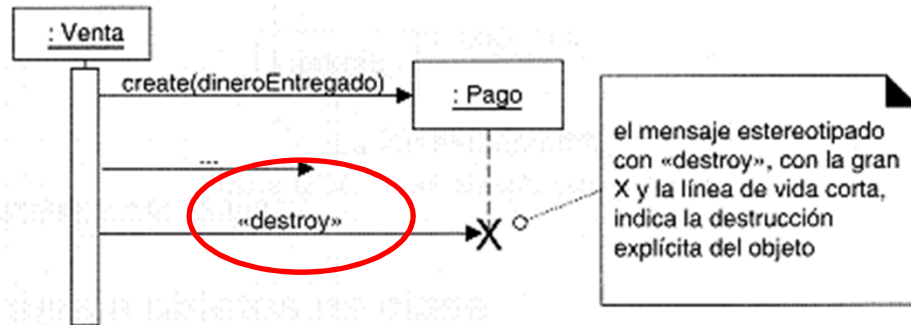 : Venta
create(dineroEntregado)
: Pago
...
«destroy»
X
el mensaje estereotipado
con «destroy», con la gran
X y la línea de vida corta,
indica la destrucción
explícita del objeto